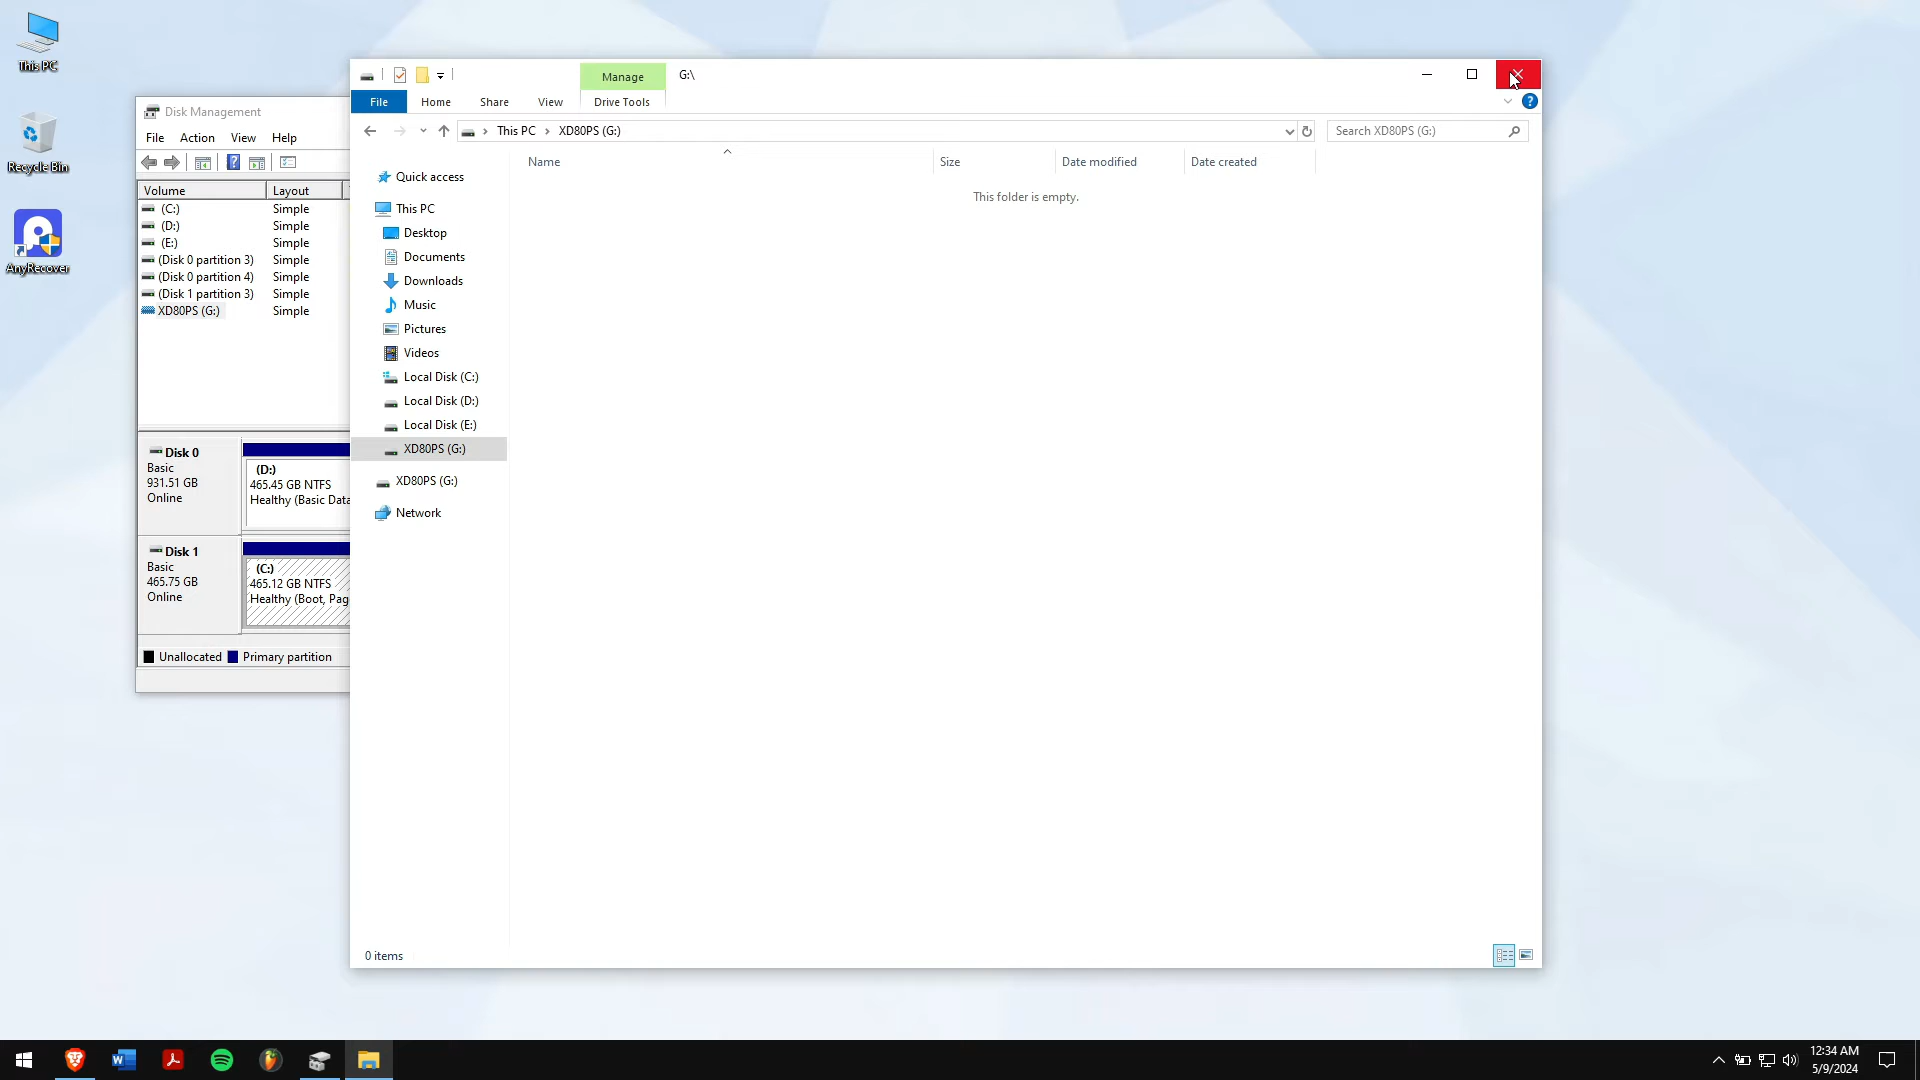 This PC
Recycle Bin
AnyRecover
Disk Management
File Action View Help
Volume Layout
(C:) Simple
(D:) Simple
(E:) Simple
(Disk 0 partition 3) Simple
(Disk 0 partition 4) Simple
(Disk 1 partition 3) Simple
XD80PS (G:) Simple
Disk 0
Basic
931.51 GB
Online
(D:)
465.45 GB NTFS
Healthy (Basic Data
Disk 1
Basic
465.75 GB
Online
(C:)
465.12 GB NTFS
Healthy (Boot, Pag
Unallocated Primary partition
Manage G:\
File Home Share View Drive Tools
This PC XD80PS (G:) Search XD80PS (G:)
Name Size Date modified Date created
This folder is empty.
Quick access
This PC
Desktop
Documents
Downloads
Music
Pictures
Videos
Local Disk (C:)
Local Disk (D:)
Local Disk (E:)
XD80PS (G:)
XD80PS (G:)
Network
0 items
12:34 AM
5/9/2024